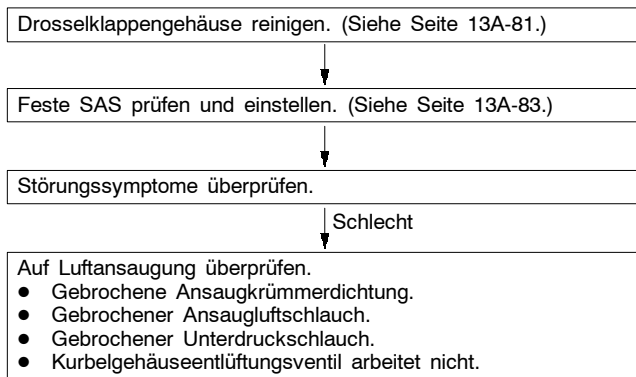 Drosselklappengehäuse reinigen. (Siehe Seite 13A-81.)
Feste SAS prüfen und einstellen. (Siehe Seite 13A-83.)
Störungssymptome überprüfen.
Schlecht
Auf Luftansaugung überprüfen.
● Gebrochene Ansaugkrümmerdichtung.
● Gebrochener Ansaugluftschlauch.
● Gebrochener Unterdruckschlauch.
● Kurbelgehäuseentlüftungsventil arbeitet nicht.